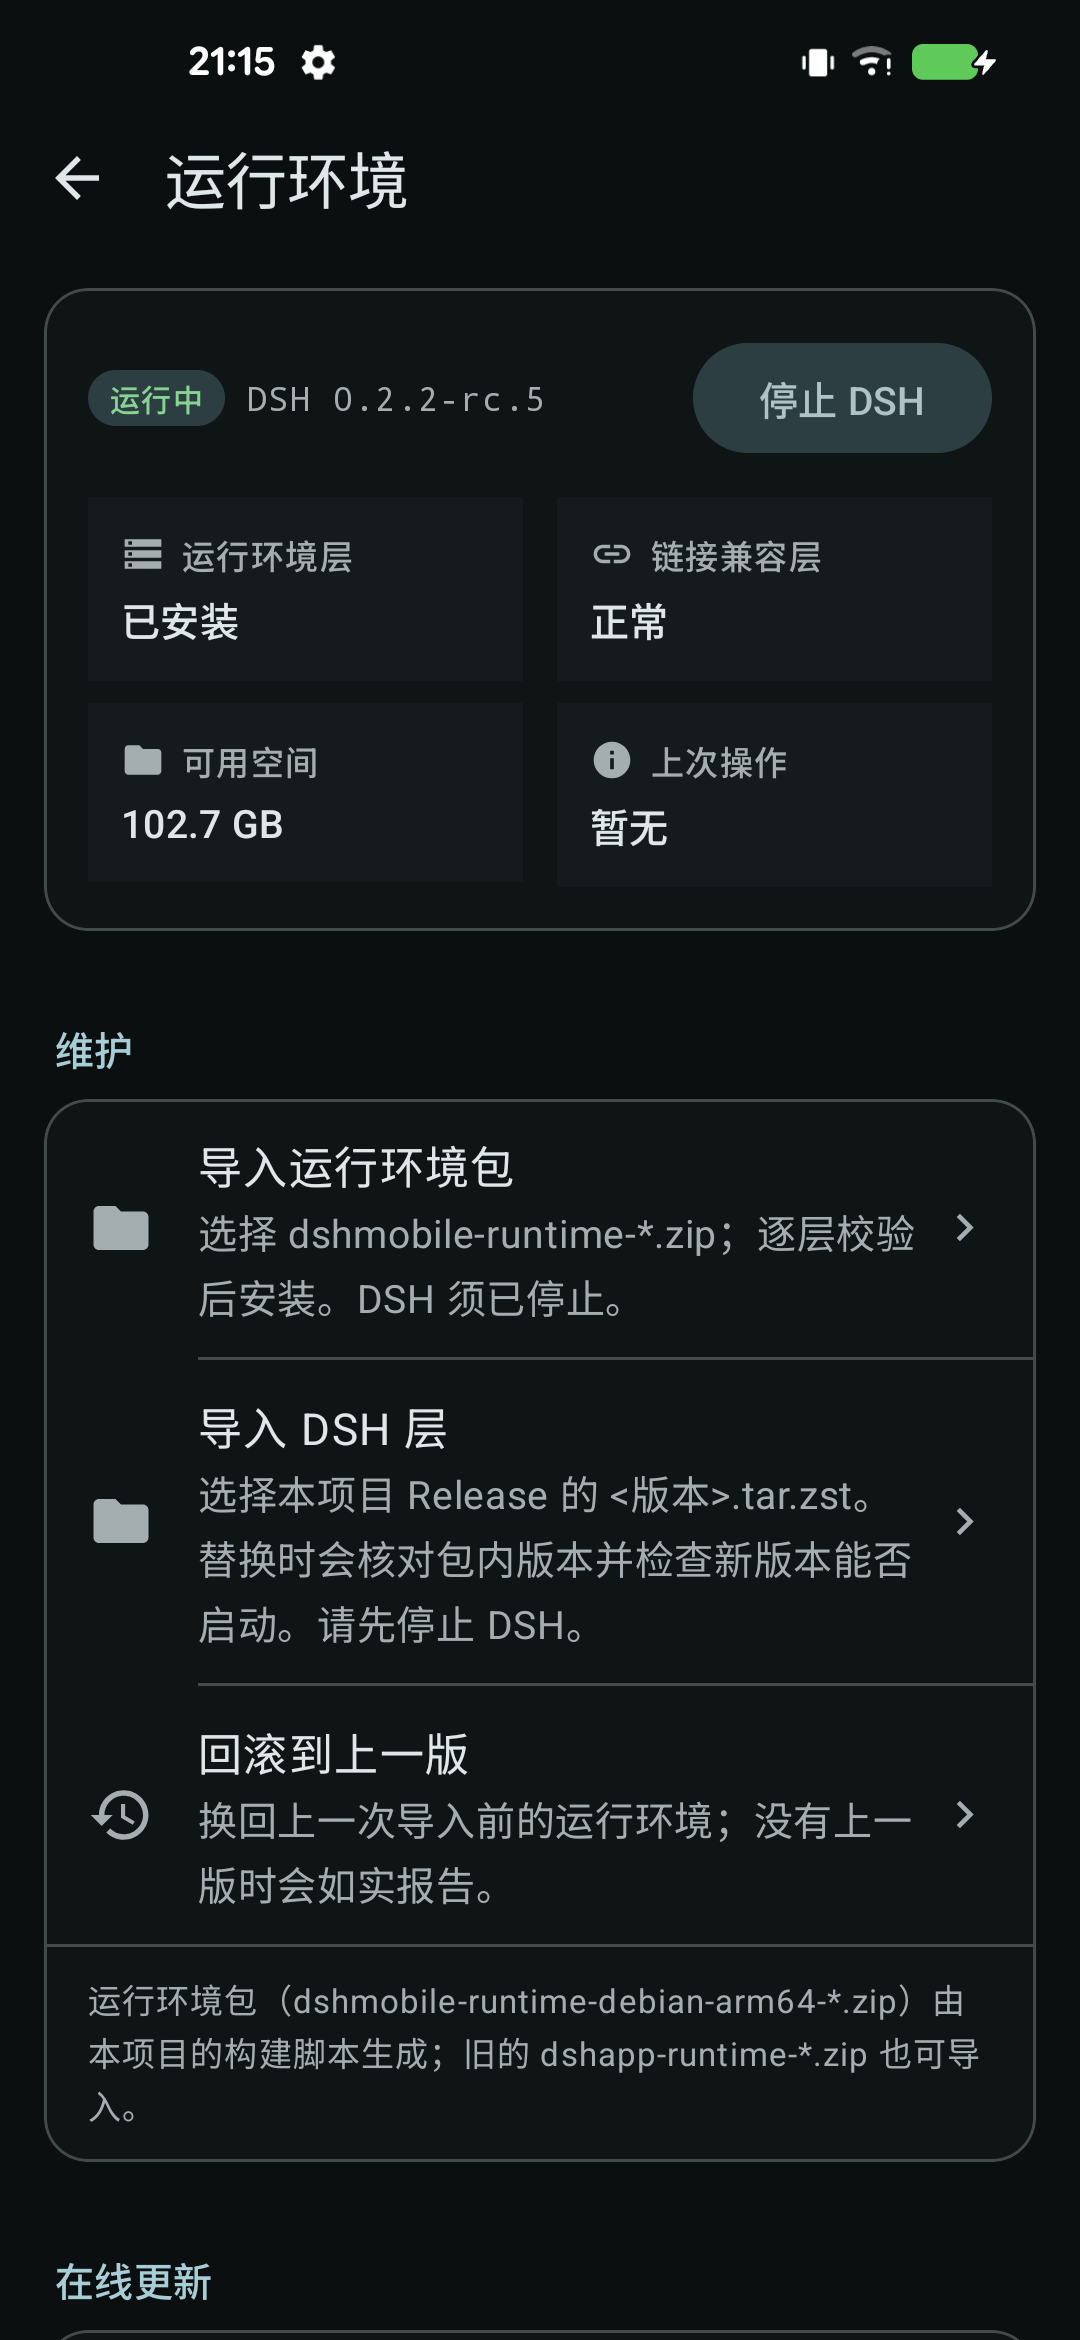 21:15
运行环境
运行中 DSH 0.2.2-rc.5 停止 DSH
运行环境层
已安装
链接兼容层
正常
可用空间
102.7 GB
上次操作
暂无
维护
导入运行环境包
选择 dshmobile-runtime-*.zip；逐层校验
后安装。DSH 须已停止。
导入 DSH 层
选择本项目 Release 的 <版本>.tar.zst。
替换时会核对包内版本并检查新版本能否
启动。请先停止 DSH。
回滚到上一版
换回上一次导入前的运行环境；没有上一
版时会如实报告。
运行环境包（dshmobile-runtime-debian-arm64-*.zip）由
本项目的构建脚本生成；旧的 dshapp-runtime-*.zip 也可导
入。
在线更新